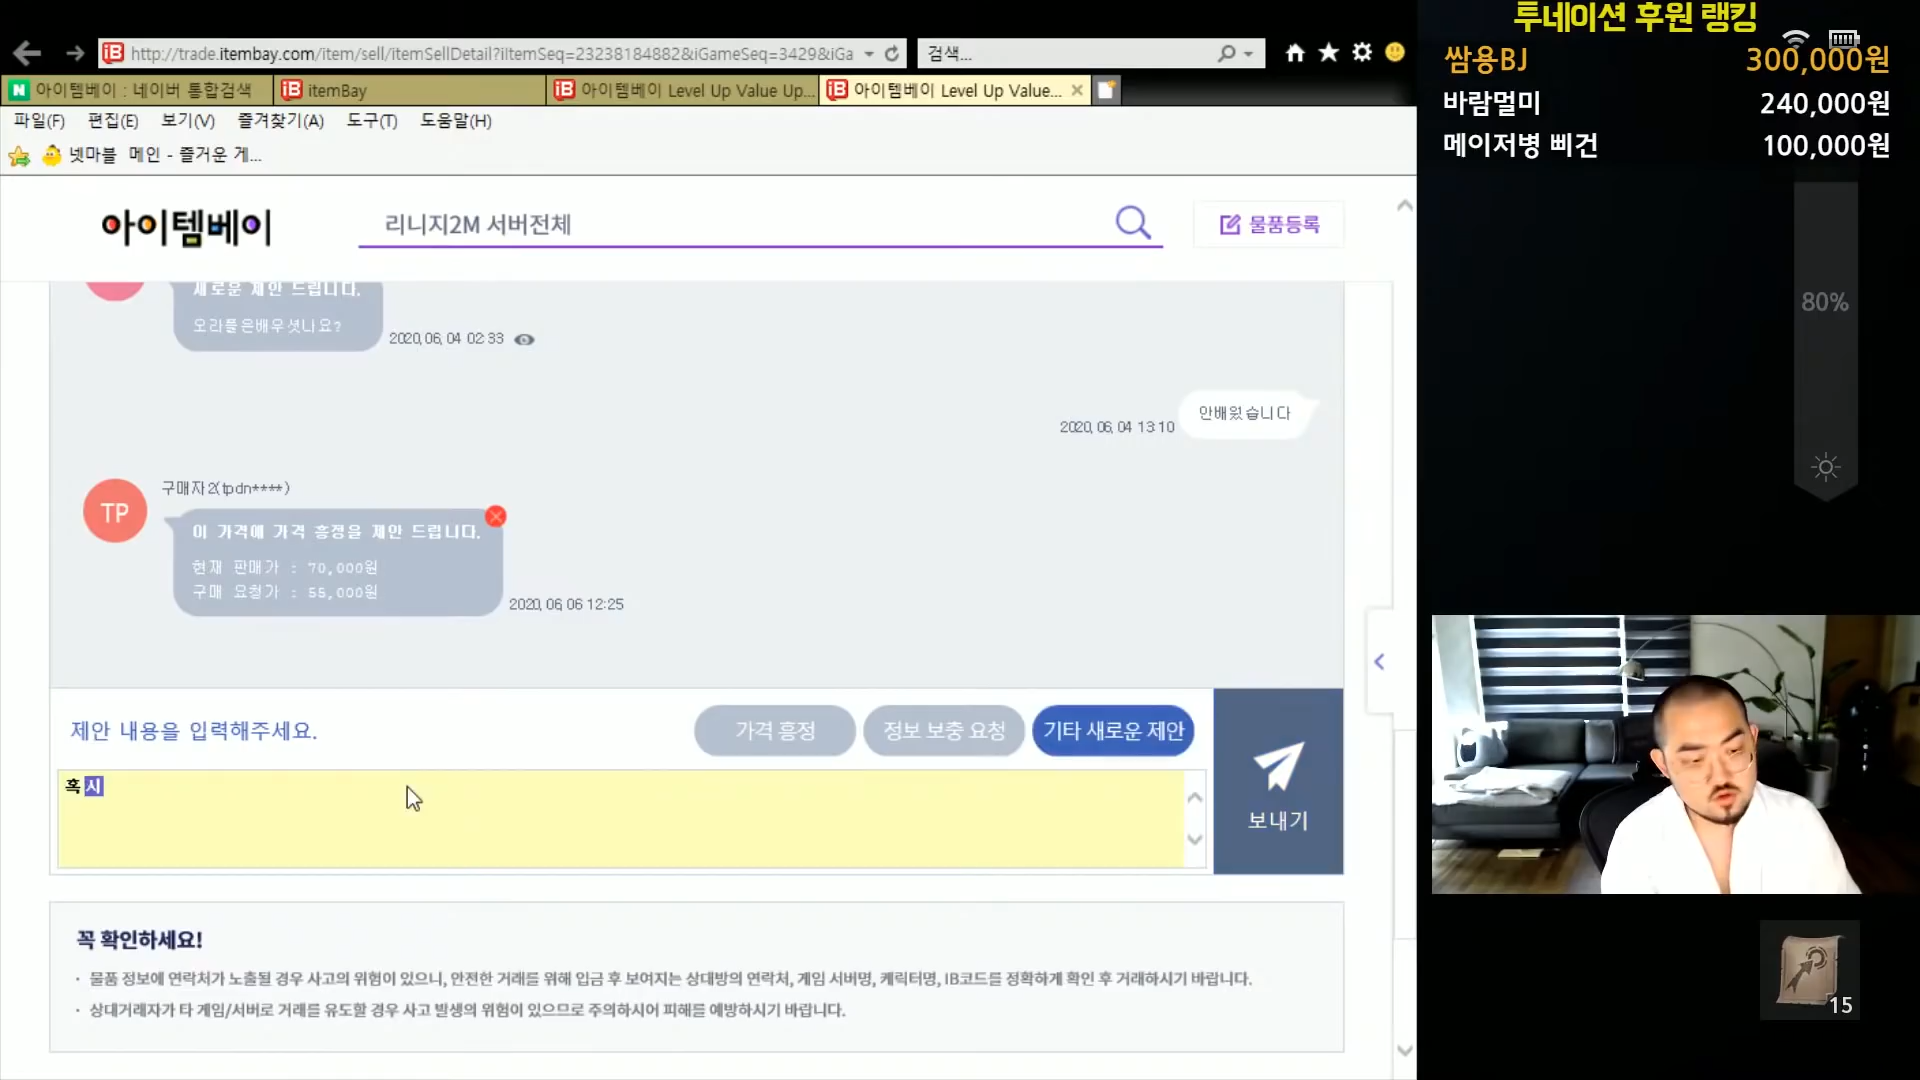 http://trade.itembay.com/item/sell/itemSellDetail?iItemSeq=23238184882&iGameSeq=3429&iGa
검색...
아이템베이 : 네이버 통합검색
itemBay
아이템베이 Level Up Value Up...
아이템베이 Level Up Value...
파일(F) 편집(E) 보기(V) 즐겨찾기(A) 도구(T) 도움말(H)
넷마블 메인 - 즐거운 게...
아이템베이
리니지2M 서버전체
물품등록
새로운 제안 드립니다.
오라플은배우셧나요?
2020, 06, 04 02:33
안배웠습니다
2020, 06, 04 13:10
구매자2(tpdn****)
TP
이 가격에 가격 흥정을 제안 드립니다.
현재 판매가 : 70,000원
구매 요청가 : 55,000원
2020, 06, 06 12:25
제안 내용을 입력해주세요.
가격 흥정
정보 보충 요청
기타 새로운 제안
혹시
보내기
꼭 확인하세요!
· 물품 정보에 연락처가 노출될 경우 사고의 위험이 있으니, 안전한 거래를 위해 입금 후 보여지는 상대방의 연락처, 게임 서버명, 케릭터명, IB코드를 정확하게 확인 후 거래하시기 바랍니다.
· 상대거래자가 타 게임/서버로 거래를 유도할 경우 사고 발생의 위험이 있으므로 주의하시어 피해를 예방하시기 바랍니다.
투네이션 후원 랭킹
쌈용BJ 300,000원
바람멀미 240,000원
메이저병 삐건 100,000원
80%
15